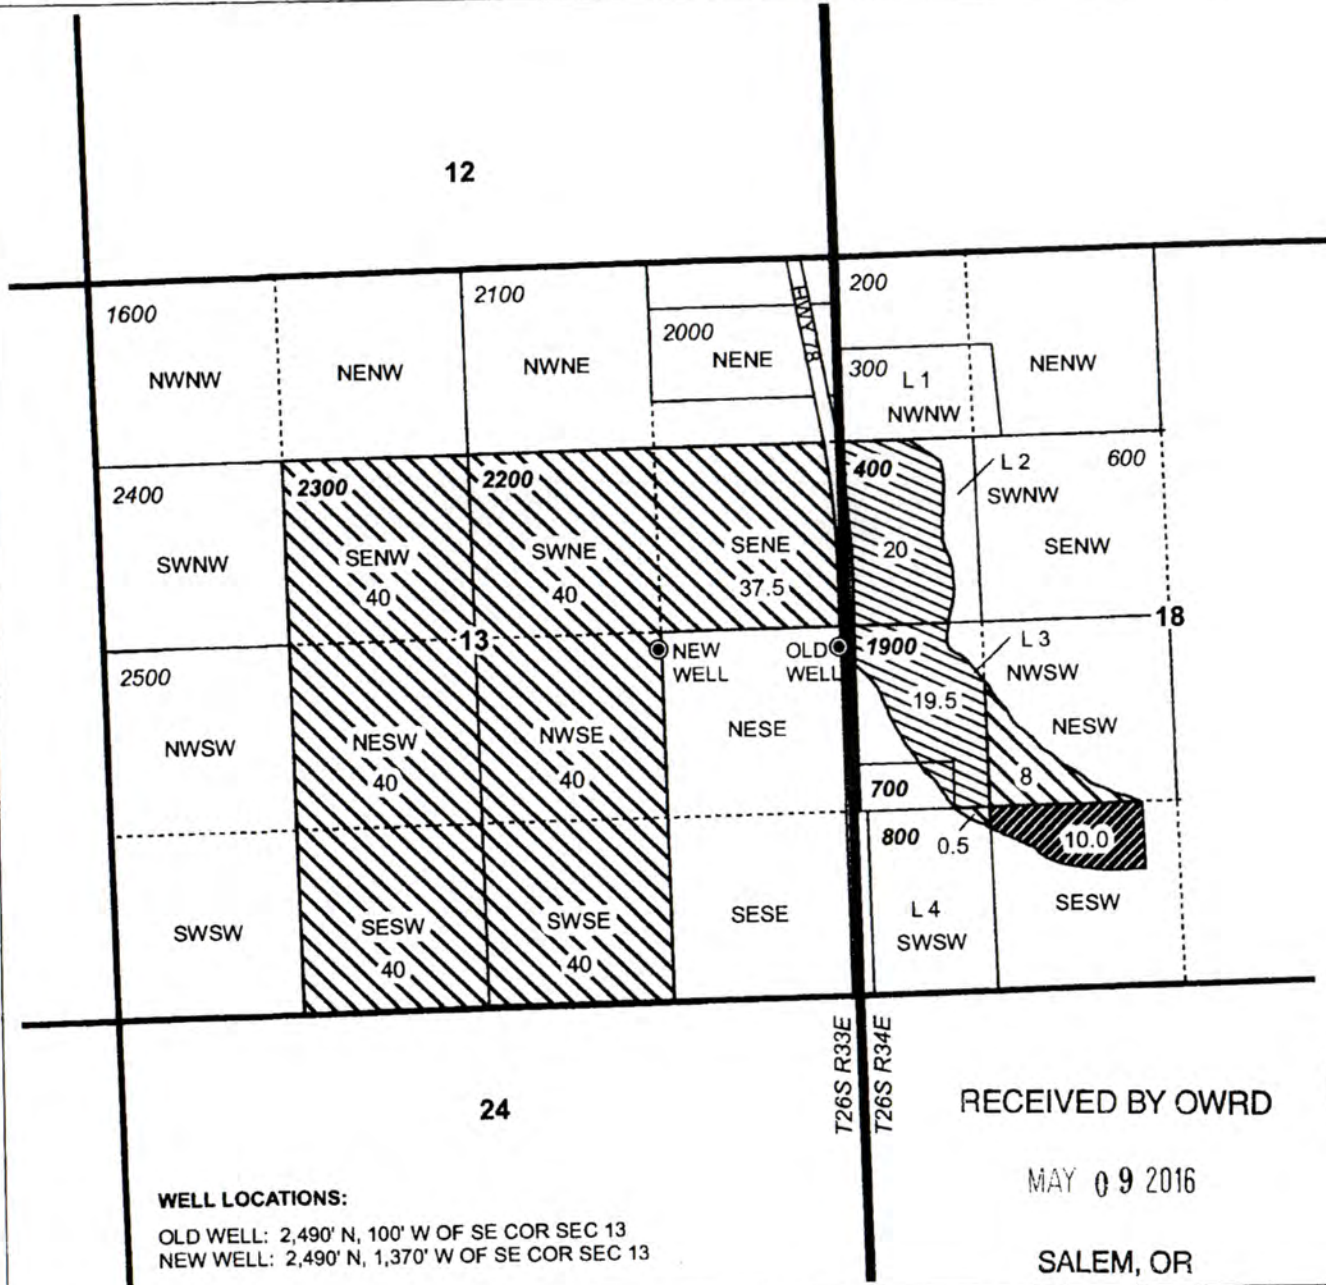 12
1600
2100
2000
HWY 78
200
300
L 1
NWNW
NENW
NWNE
NENE
NWNW
NENW
2400
2300
2200
400
L 2
SWNW
600
SWNW
SENW
40
SWNE
40
SENE
37.5
20
SENW
13
18
2500
NEW
WELL
OLD
WELL
1900
L 3
NWSW
19.5
NWSW
NESW
40
NWSE
40
NESE
NESW
700
8
800
0.5
10.0
SWSW
SESW
40
SWSE
40
SESE
L 4
SWSW
SESW
T26S R33E
T26S R34E
24
RECEIVED BY OWRD
MAY 09 2016
SALEM, OR
WELL LOCATIONS:
OLD WELL: 2,490' N, 100' W OF SE COR SEC 13
NEW WELL: 2,490' N, 1,370' W OF SE COR SEC 13